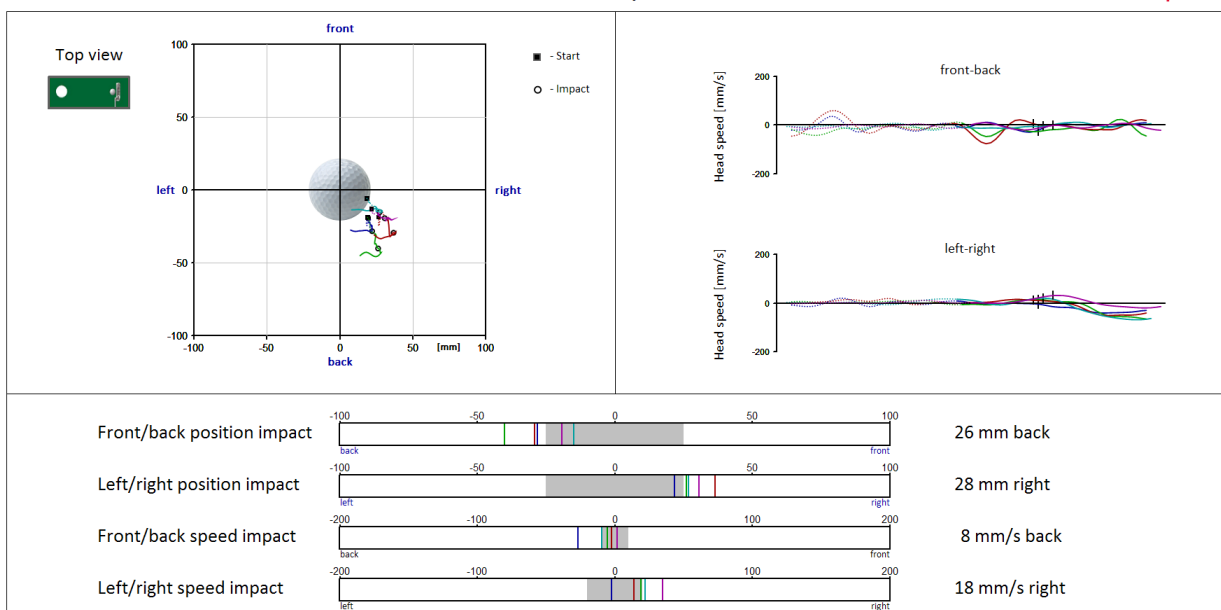 front
Top view
100
50
left 0
-50
-100
-100
-50
0
50
[mm]
100
back
right
- Start
- Impact
front-back
Head speed [mm/s]
200
0
-200
left-right
Head speed [mm/s]
200
0
-200
-100 -50 0 50 100
Front/back position impact
26 mm back
back front
-100 -50 0 50 100
Left/right position impact
28 mm right
left right
-200 -100 0 100 200
Front/back speed impact
8 mm/s back
back front
-200 -100 0 100 200
Left/right speed impact
18 mm/s right
left right